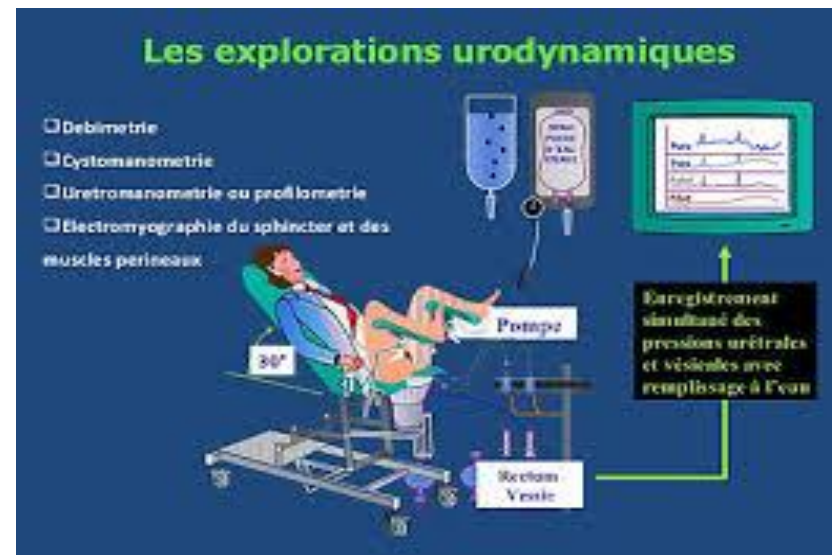 Les explorations urodynamiques
❑Debimetrie
❑Cystomanometrie
❑Uretromanometrie ou profilometrie
❑Electromyographie du sphincter et des
muscles perineaux
30°
Pompe
Enregistrement
simultané des
pressions urétrales
et vésicales avec
remplissage à l'eau
Rectum
Vessie